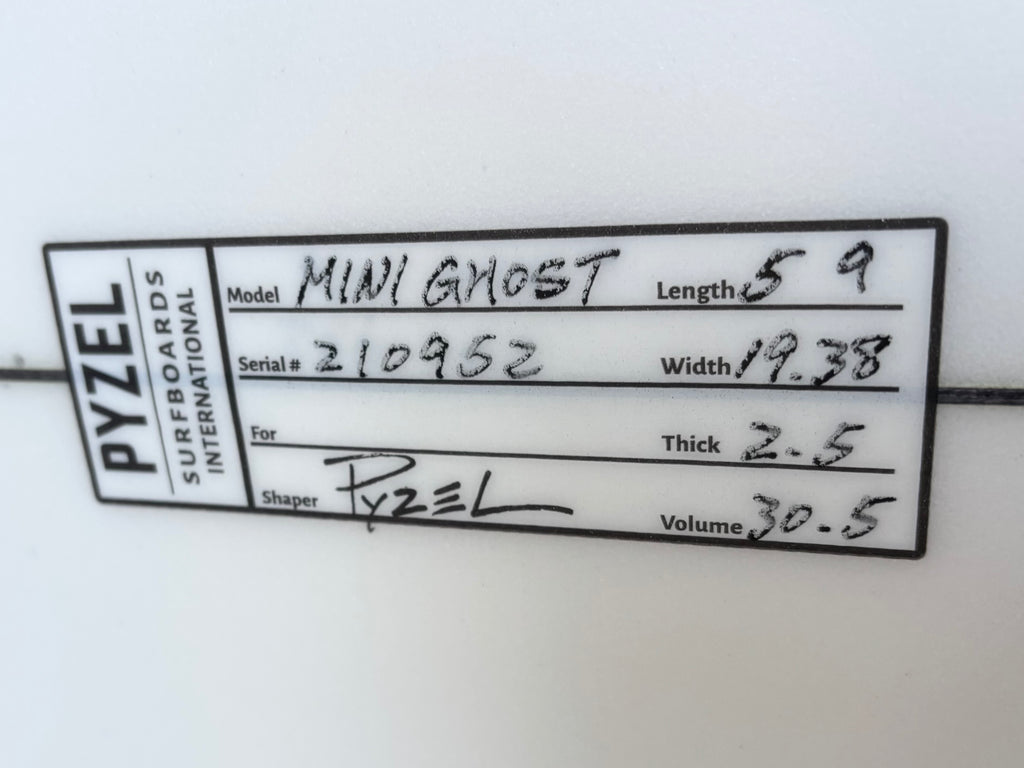 PYZEL
SURFBOARDS
INTERNATIONAL
Model MINI GHOST Length 5 9
Serial # 210952 Width 19.38
For Thick 2.5
Shaper PYZEL Volume 30.5